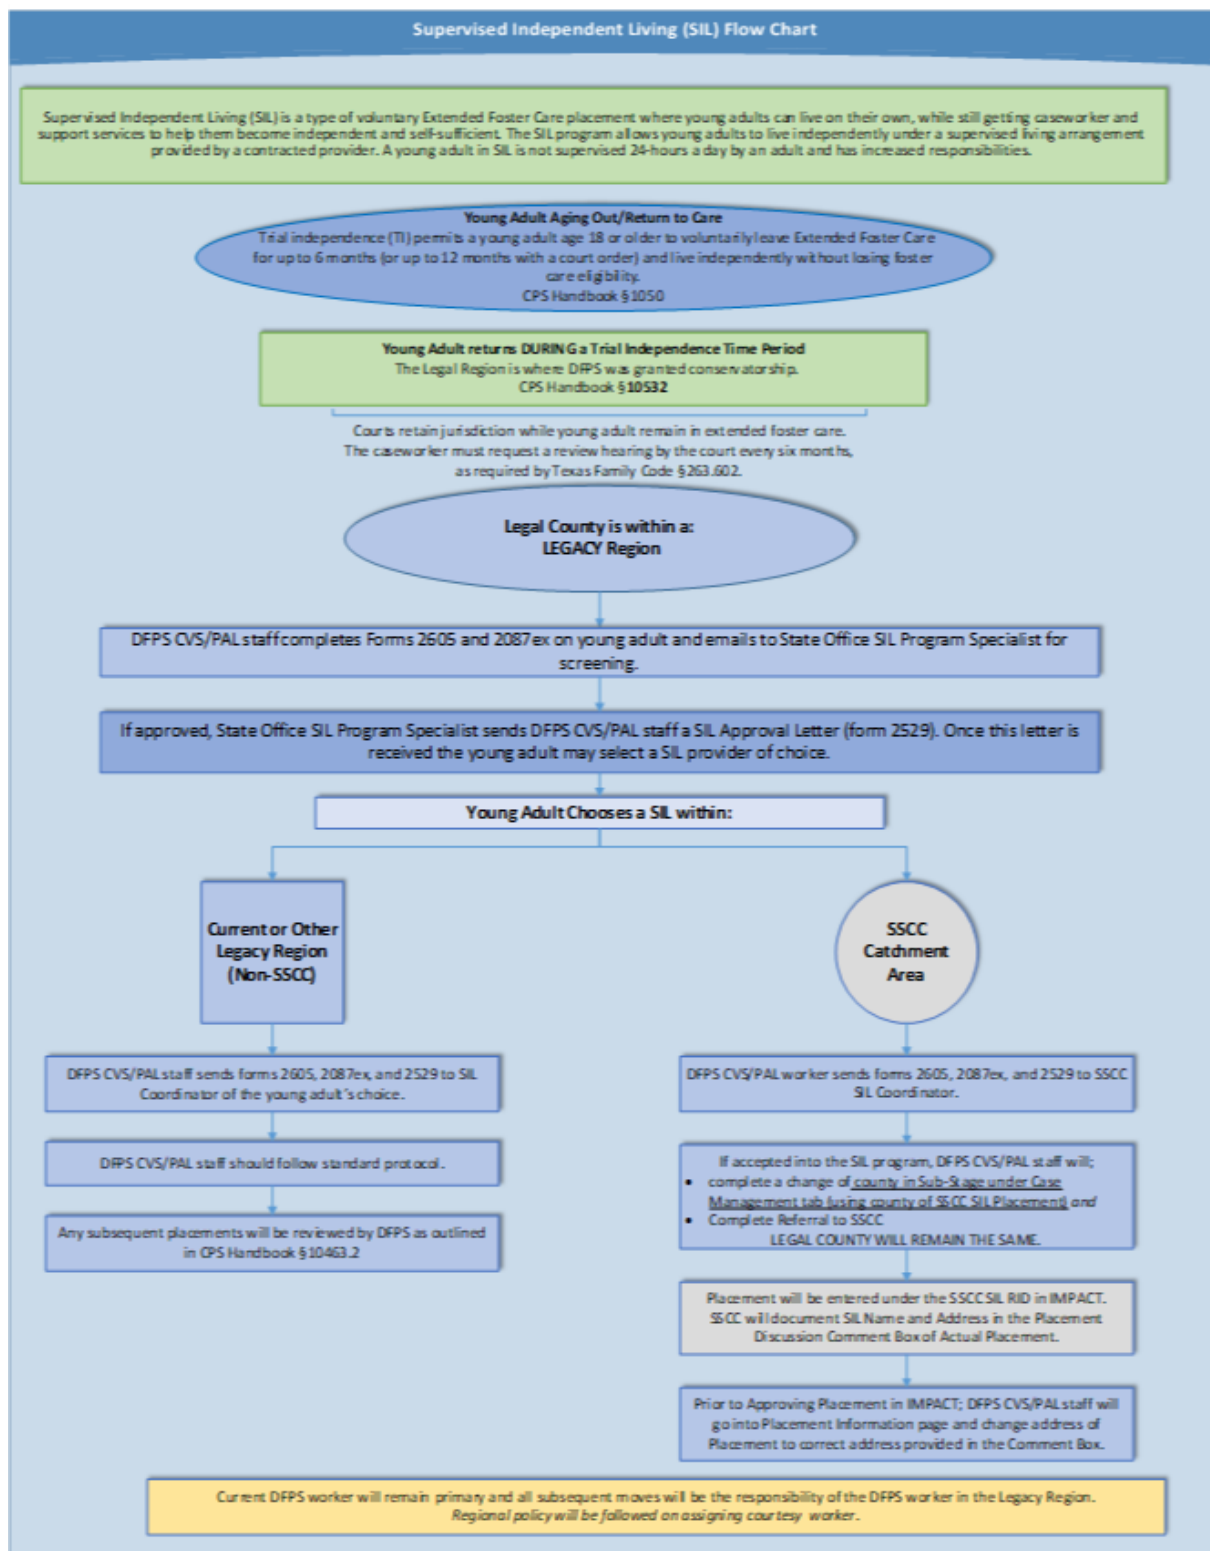 Supervised Independent Living (SIL) Flow Chart
Supervised Independent Living (SIL) is a type of voluntary Extended Foster Care placement where young adults can live on their own, while still getting caseworker and
support services to help them become independent and self-sufficient. The SIL program allows young adults to live independently under a supervised living arrangement
provided by a contracted provider. A young adult in SIL is not supervised 24-hours a day by an adult and has increased responsibilities.
Young Adult Aging Out/Return to Care
Trial independence (TI) permits a young adult age 18 or older to voluntarily leave Extended Foster Care
for up to 6 months (or up to 12 months with a court order) and live independently without losing foster
care eligibility.
CPS Handbook §1050
Young Adult returns DURING a Trial Independence Time Period
The Legal Region is where DFPS was granted conservatorship.
CPS Handbook §10532
Courts retain jurisdiction while young adult remain in extended foster care.
The caseworker must request a review hearing by the court every six months,
as required by Texas Family Code §263.602.
Legal County is within a:
LEGACY Region
DFPS CVS/PAL staff completes Forms 2605 and 2087ex on young adult and emails to State Office SIL Program Specialist for
screening.
If approved, State Office SIL Program Specialist sends DFPS CVS/PAL staff a SIL Approval Letter (form 2529). Once this letter is
received the young adult may select a SIL provider of choice.
Young Adult Chooses a SIL within:
Current or Other
Legacy Region
(Non-SSCC)
DFPS CVS/PAL staff sends forms 2605, 2087ex, and 2529 to SIL
Coordinator of the young adult's choice.
DFPS CVS/PAL staff should follow standard protocol.
Any subsequent placements will be reviewed by DFPS as outlined
in CPS Handbook §10463.2
SSCC
Catchment
Area
DFPS CVS/PAL worker sends forms 2605, 2087ex, and 2529 to SSCC
SIL Coordinator.
If accepted into the SIL program, DFPS CVS/PAL staff will;
• complete a change of county in Sub-Stage under Case
Management tab (using county of SSCC SIL Placement) and
• Complete Referral to SSCC
LEGAL COUNTY WILL REMAIN THE SAME.
Placement will be entered under the SSCC SIL RID in IMPACT.
SSCC will document SIL Name and Address in the Placement
Discussion Comment Box of Actual Placement.
Prior to Approving Placement in IMPACT; DFPS CVS/PAL staff will
go into Placement Information page and change address of
Placement to correct address provided in the Comment Box.
Current DFPS worker will remain primary and all subsequent moves will be the responsibility of the DFPS worker in the Legacy Region.
Regional policy will be followed on assigning courtesy worker.